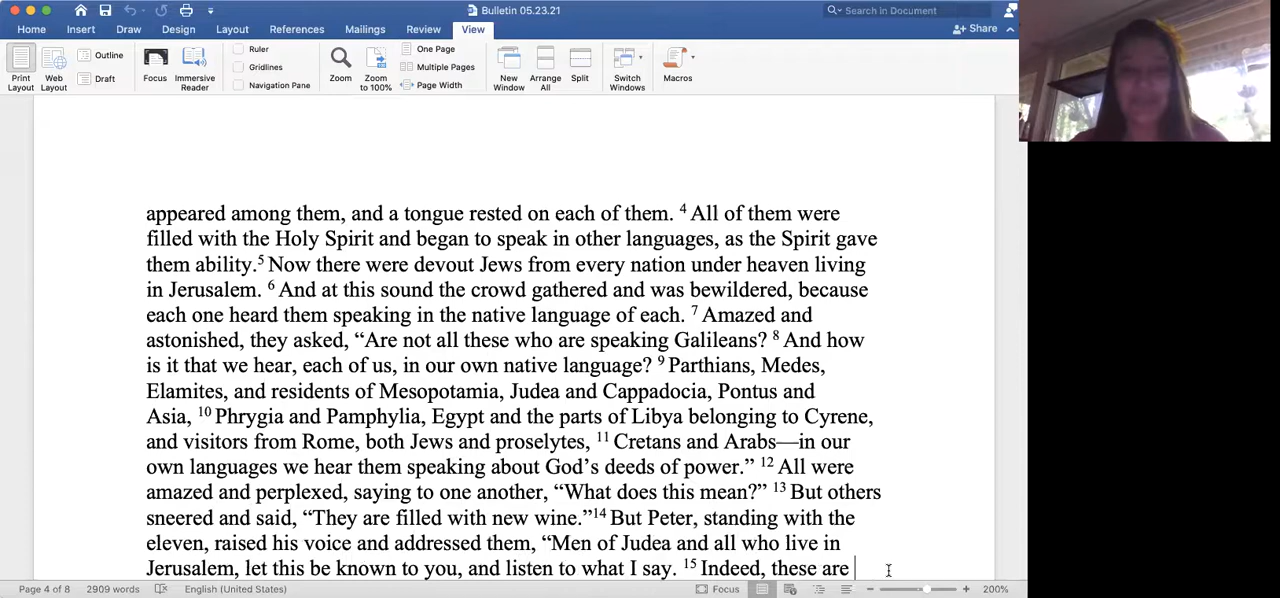 Bulletin 05.23.21
Search in Document
Home Insert Draw Design Layout References Mailings Review View Share
Print Layout Web Layout Outline Draft Focus Immersive Reader Ruler Gridlines Navigation Pane Zoom Zoom to 100% One Page Multiple Pages Page Width New Window Arrange All Split Switch Windows Macros
appeared among them, and a tongue rested on each of them. 4 All of them were
filled with the Holy Spirit and began to speak in other languages, as the Spirit gave
them ability.5 Now there were devout Jews from every nation under heaven living
in Jerusalem. 6 And at this sound the crowd gathered and was bewildered, because
each one heard them speaking in the native language of each. 7 Amazed and
astonished, they asked, “Are not all these who are speaking Galileans? 8 And how
is it that we hear, each of us, in our own native language? 9 Parthians, Medes,
Elamites, and residents of Mesopotamia, Judea and Cappadocia, Pontus and
Asia, 10 Phrygia and Pamphylia, Egypt and the parts of Libya belonging to Cyrene,
and visitors from Rome, both Jews and proselytes, 11 Cretans and Arabs—in our
own languages we hear them speaking about God’s deeds of power.” 12 All were
amazed and perplexed, saying to one another, “What does this mean?” 13 But others
sneered and said, “They are filled with new wine.”14 But Peter, standing with the
eleven, raised his voice and addressed them, “Men of Judea and all who live in
Jerusalem, let this be known to you, and listen to what I say. 15 Indeed, these are
Page 4 of 8 2909 words English (United States) Focus 200%